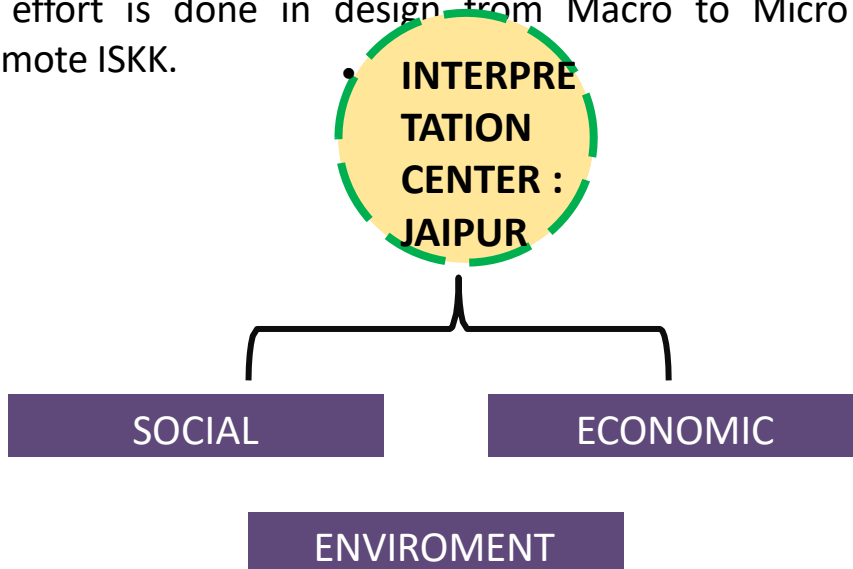 effort is done in design from Macro to Micro
mote ISKK.
• INTERPRE
TATION
CENTER :
JAIPUR
SOCIAL
ECONOMIC
ENVIROMENT